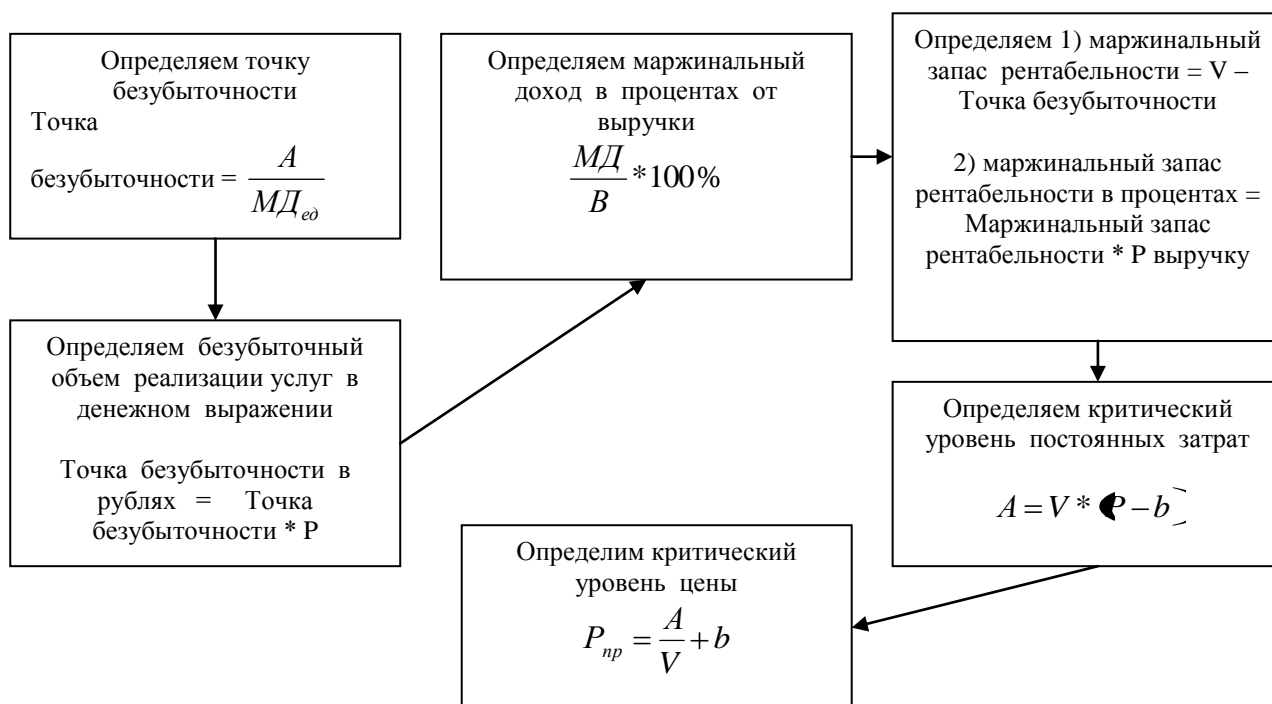 Определяем точку
безубыточности
Точка
безубыточности = A / МД_ед
Определяем безубыточный
объем реализации услуг в
денежном выражении
Точка безубыточности в
рублях = Точка
безубыточности * Р
Определяем маржинальный
доход в процентах от
выручки
МД / В * 100%
Определяем 1) маржинальный
запас рентабельности = V –
Точка безубыточности
2) маржинальный запас
рентабельности в процентах =
Маржинальный запас
рентабельности * Р выручку
Определяем критический
уровень постоянных затрат
A = V * (P − b)
Определим критический
уровень цены
P_пр = A / V + b